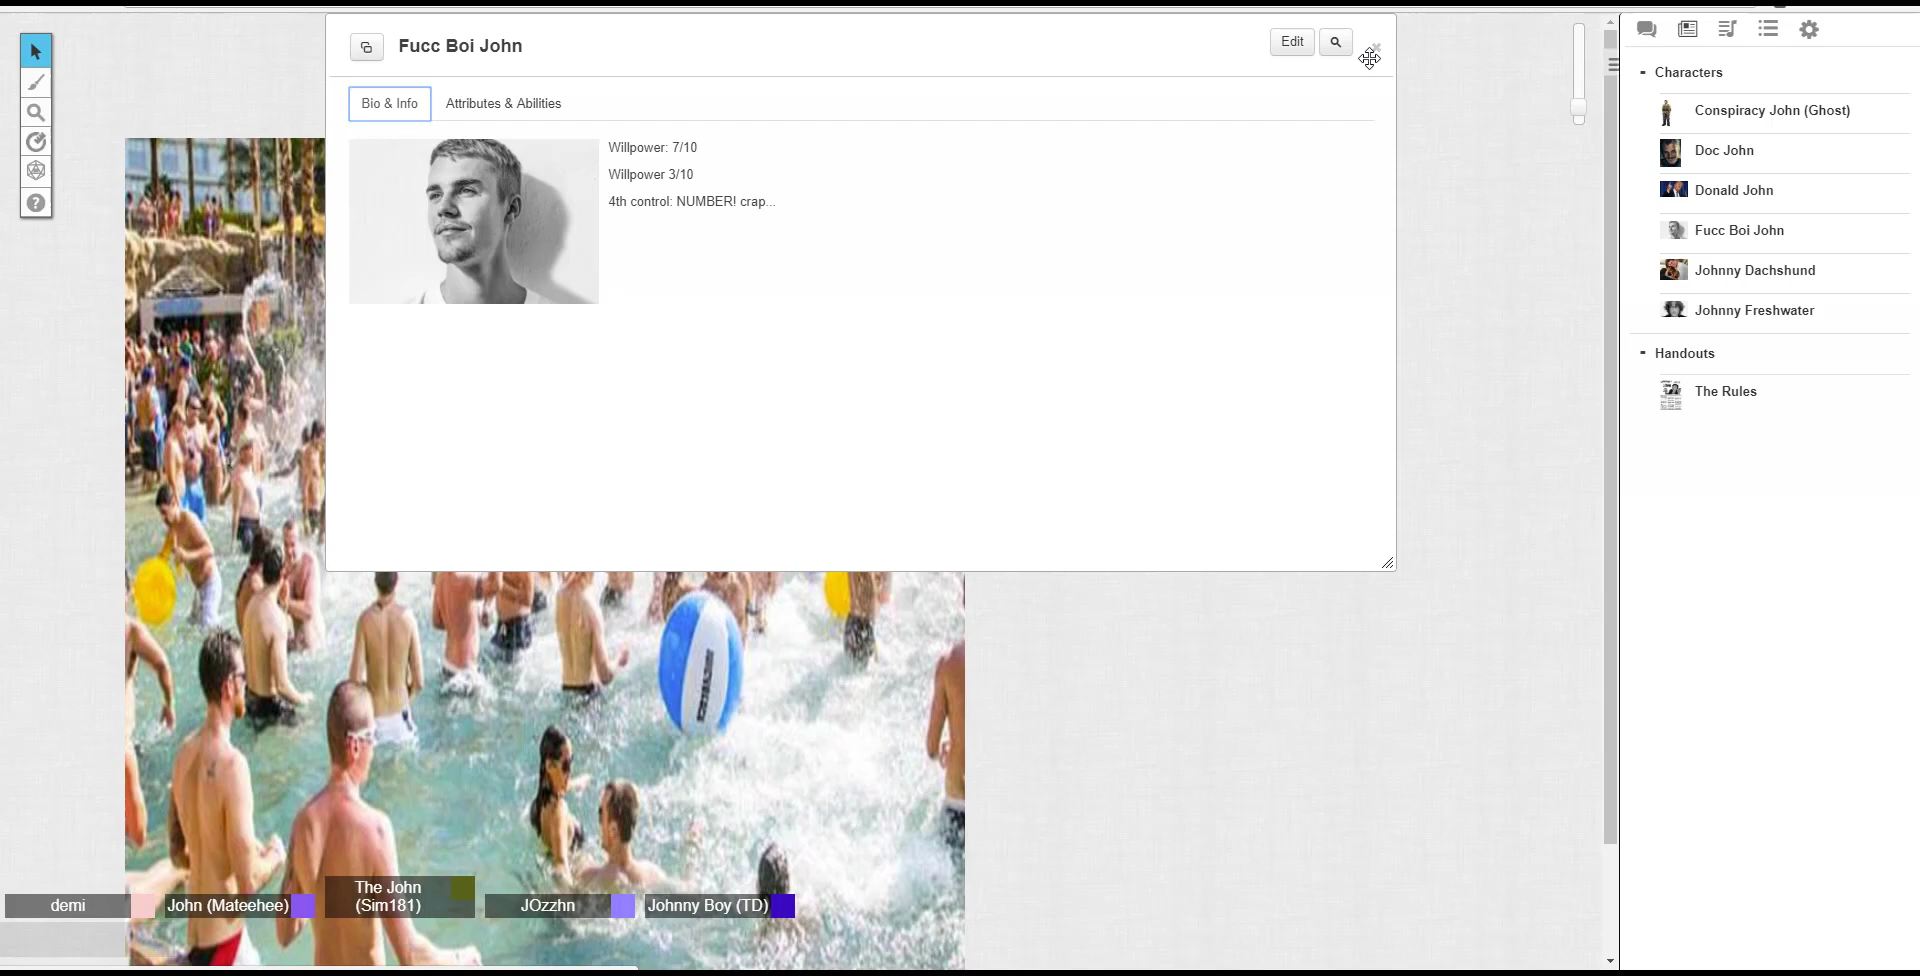 Fucc Boi John
Edit
Bio & Info
Attributes & Abilities
Willpower: 7/10
Willpower 3/10
4th control: NUMBER! crap...
Characters
Conspiracy John (Ghost)
Doc John
Donald John
Fucc Boi John
Johnny Dachshund
Johnny Freshwater
Handouts
The Rules
demi
John (Mateehee)
The John
(Sim181)
JOzzhn
Johnny Boy (TD)